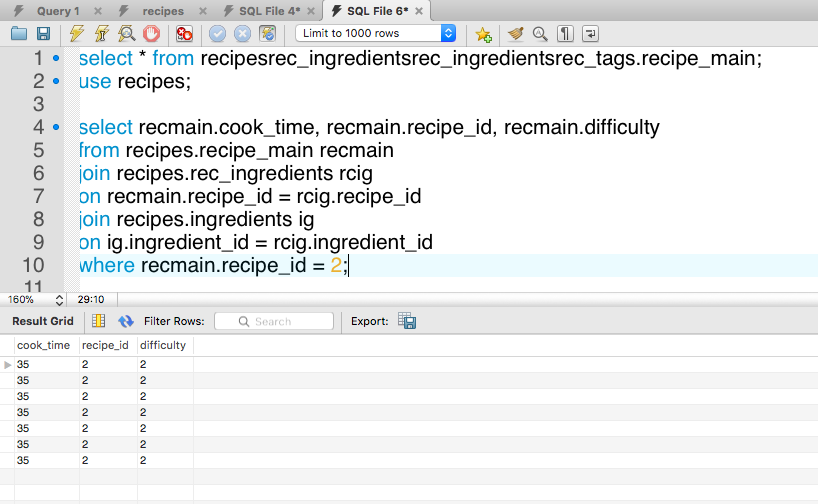 Query 1 recipes SQL File 4* SQL File 6*
Limit to 1000 rows
1 select * from recipesrec_ingredientsrec_ingredientsrec_tags.recipe_main;
2 use recipes;
3
4 select recmain.cook_time, recmain.recipe_id, recmain.difficulty
5 from recipes.recipe_main recmain
6 join recipes.rec_ingredients rcig
7 on recmain.recipe_id = rcig.recipe_id
8 join recipes.ingredients ig
9 on ig.ingredient_id = rcig.ingredient_id
10 where recmain.recipe_id = 2;
11
160% 29:10
Result Grid Filter Rows: Search Export:
cook_time recipe_id difficulty
35 2 2
35 2 2
35 2 2
35 2 2
35 2 2
35 2 2
35 2 2